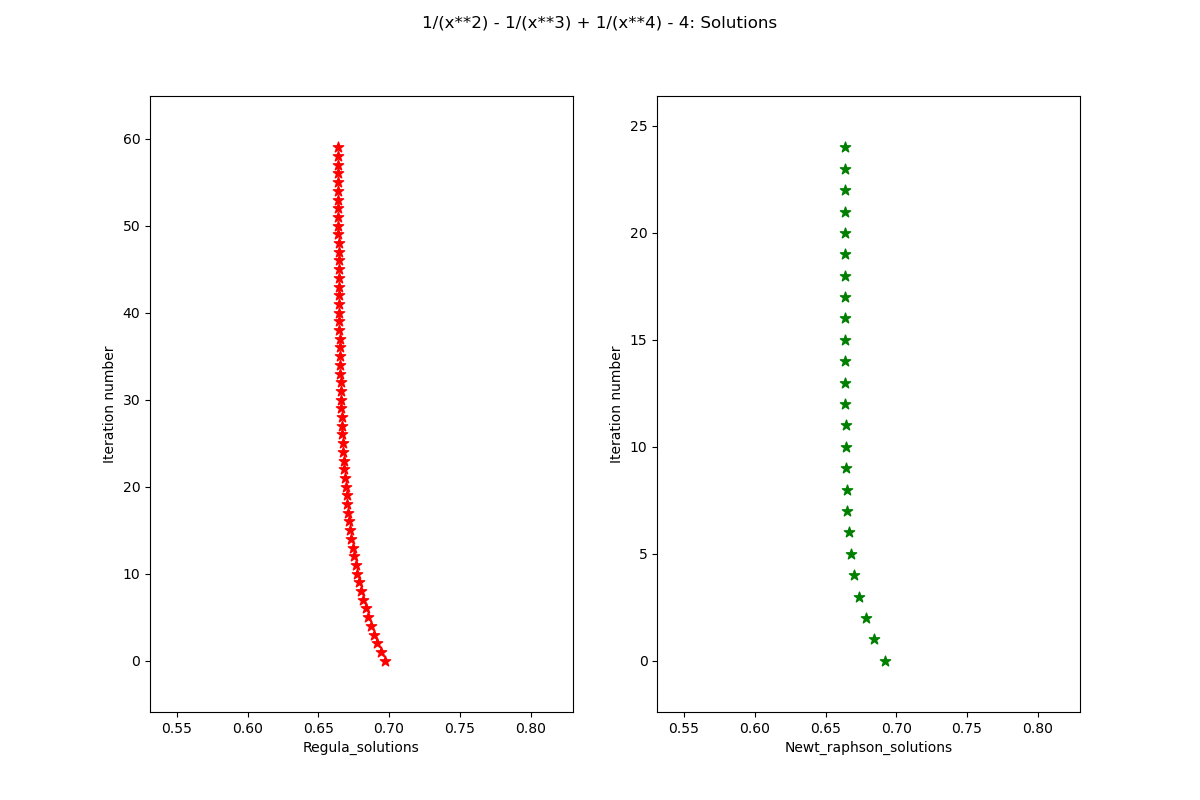 1/(x**2) - 1/(x**3) + 1/(x**4) - 4: Solutions
60
50
40
30
20
10
0
Iteration number
0.55 0.60 0.65 0.70 0.75 0.80
Regula_solutions
25
20
15
10
5
0
Iteration number
0.55 0.60 0.65 0.70 0.75 0.80
Newt_raphson_solutions